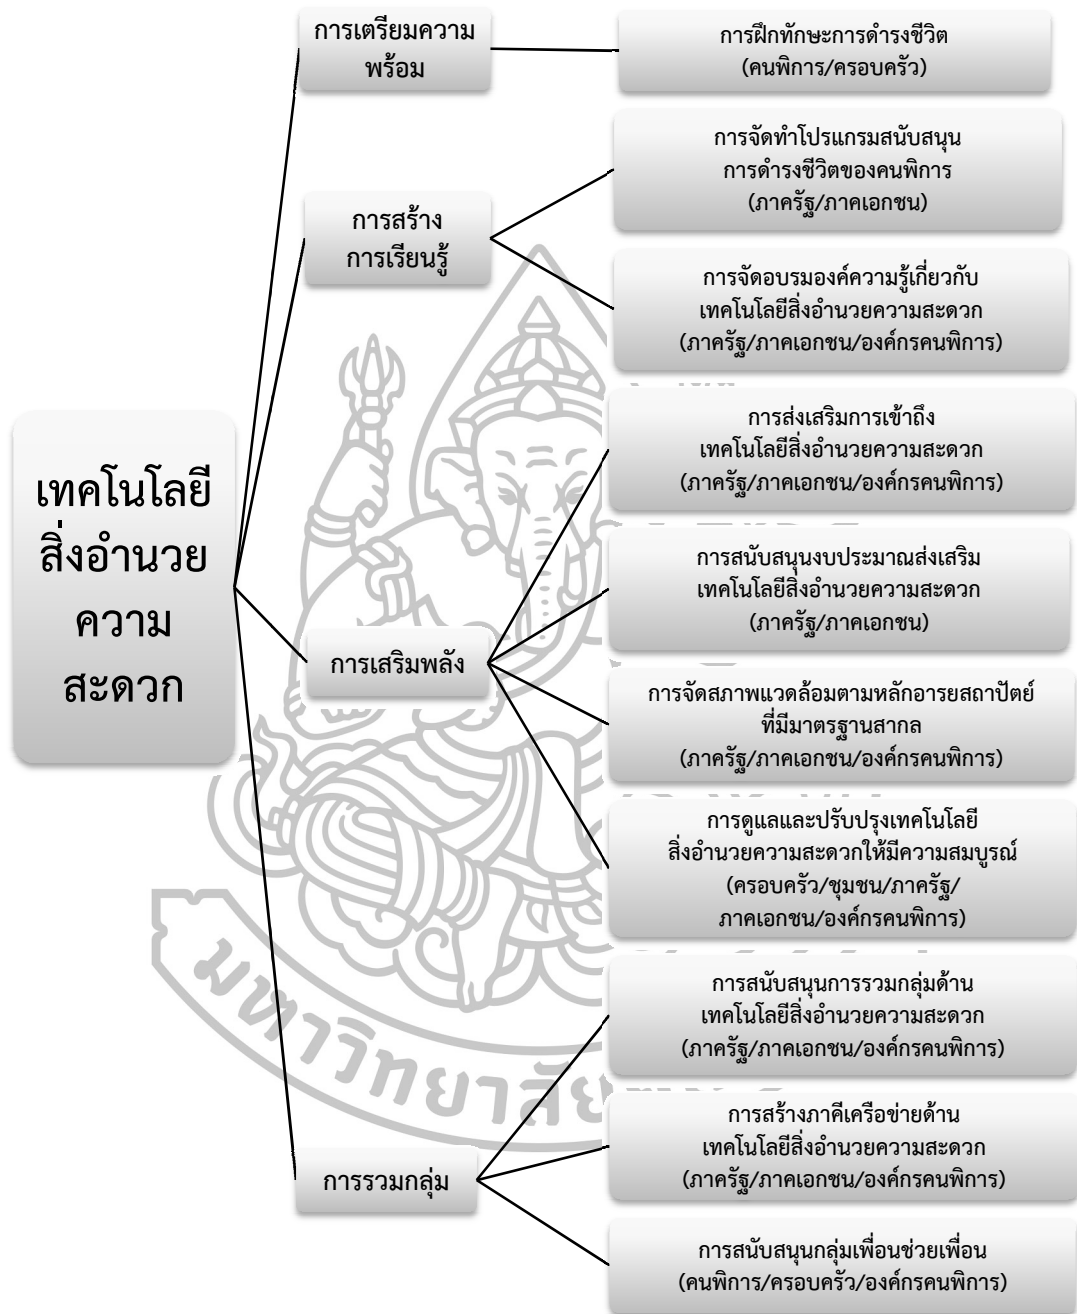 เทคโนโลยี
สิ่งอำนวย
ความ
สะดวก
การเตรียมความ
พร้อม
การฝึกทักษะการดำรงชีวิต
(คนพิการ/ครอบครัว)
การสร้าง
การเรียนรู้
การจัดทำโปรแกรมสนับสนุน
การดำรงชีวิตของคนพิการ
(ภาครัฐ/ภาคเอกชน)
การจัดอบรมองค์ความรู้เกี่ยวกับ
เทคโนโลยีสิ่งอำนวยความสะดวก
(ภาครัฐ/ภาคเอกชน/องค์กรคนพิการ)
การเสริมพลัง
การส่งเสริมการเข้าถึง
เทคโนโลยีสิ่งอำนวยความสะดวก
(ภาครัฐ/ภาคเอกชน/องค์กรคนพิการ)
การสนับสนุนงบประมาณส่งเสริม
เทคโนโลยีสิ่งอำนวยความสะดวก
(ภาครัฐ/ภาคเอกชน)
การจัดสภาพแวดล้อมตามหลักอารยสถาปัตย์
ที่มีมาตรฐานสากล
(ภาครัฐ/ภาคเอกชน/องค์กรคนพิการ)
การดูแลและปรับปรุงเทคโนโลยี
สิ่งอำนวยความสะดวกให้มีความสมบูรณ์
(ครอบครัว/ชุมชน/ภาครัฐ/
ภาคเอกชน/องค์กรคนพิการ)
การรวมกลุ่ม
การสนับสนุนการรวมกลุ่มด้าน
เทคโนโลยีสิ่งอำนวยความสะดวก
(ภาครัฐ/ภาคเอกชน/องค์กรคนพิการ)
การสร้างภาคีเครือข่ายด้าน
เทคโนโลยีสิ่งอำนวยความสะดวก
(ภาครัฐ/ภาคเอกชน/องค์กรคนพิการ)
การสนับสนุนกลุ่มเพื่อนช่วยเพื่อน
(คนพิการ/ครอบครัว/องค์กรคนพิการ)
มหาวิทยาลัย